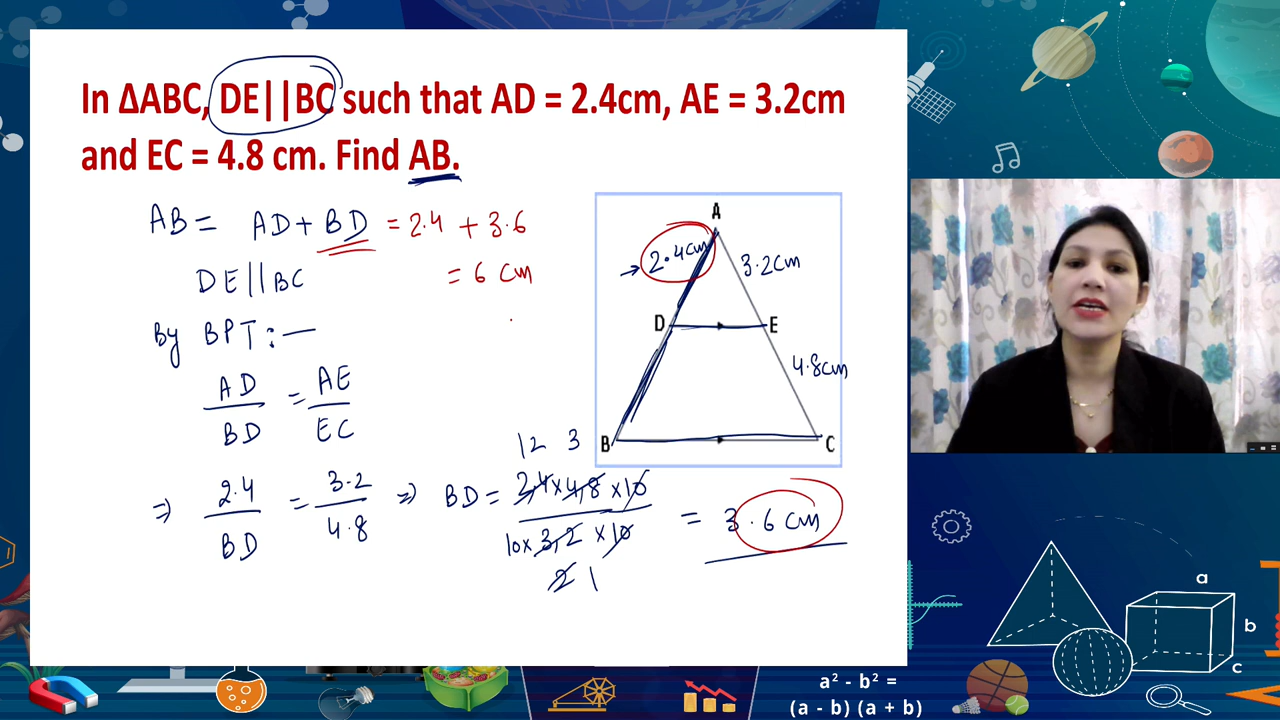 In ΔABC, DE||BC such that AD = 2.4cm, AE = 3.2cm
and EC = 4.8 cm. Find AB.
AB = AD + BD = 2.4 + 3.6
DE||BC = 6 cm
By BPT :—
AD/BD = AE/EC
⇒ 2.4/BD = 3.2/4.8 ⇒ BD = 2.4×4.8×10/10×3.2×10 = 3.6 cm
12 3
2 1
A
2.4cm
3.2cm
D
E
4.8cm
B
C
a
b
c
a² - b² =
(a - b) (a + b)